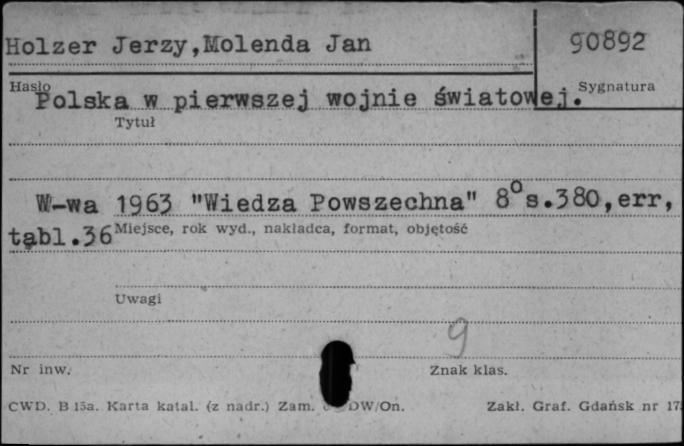 Holzer Jerzy,Molenda Jan
90892
Hasło
Sygnatura
Polska w pierwszej wojnie światowej.
Tytuł
W-wa 1963 "Wiedza Powszechna" 8° s.380,err,
tabl.36
Miejsce, rok wyd., nakładca, format, objętość
Uwagi
9
Nr inw.
Znak klas.
CWD. B 15a. Karta katal. (z nadr.) Zam. DW/On.
Zakł. Graf. Gdańsk nr